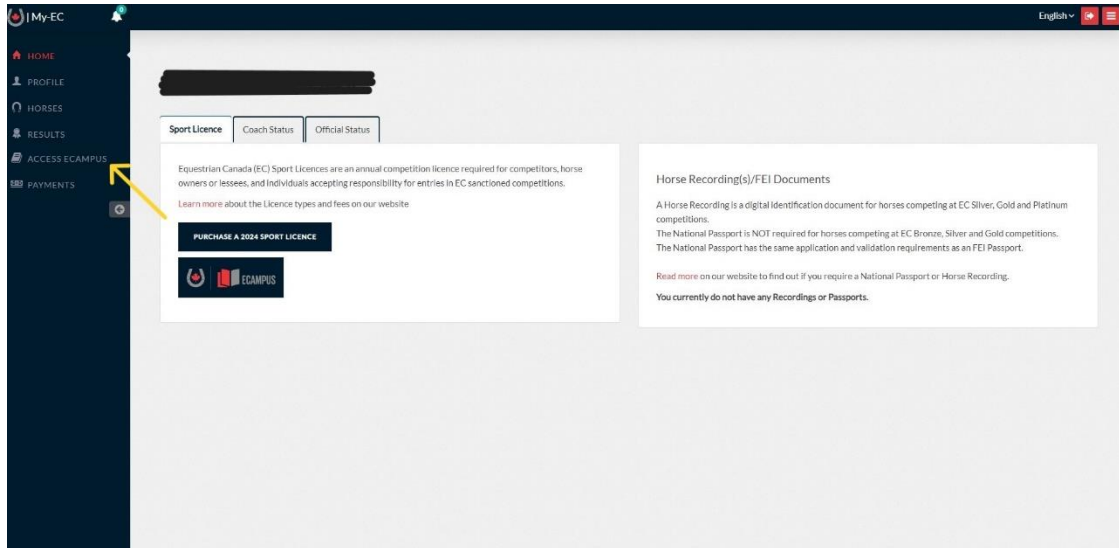 My-EC
0
English
HOME
PROFILE
HORSES
RESULTS
ACCESS ECAMPUS
PAYMENTS
Sport Licence
Coach Status
Official Status
Equestrian Canada (EC) Sport Licences are an annual competition licence required for competitors, horse
owners or lessees, and individuals accepting responsibility for entries in EC sanctioned competitions.
Learn more about the Licence types and fees on our website
PURCHASE A 2024 SPORT LICENCE
ECAMPUS
Horse Recording(s)/FEI Documents
A Horse Recording is a digital identification document for horses competing at EC Silver, Gold and Platinum
competitions.
The National Passport is NOT required for horses competing at EC Bronze, Silver and Gold competitions.
The National Passport has the same application and validation requirements as an FEI Passport.
Read more on our website to find out if you require a National Passport or Horse Recording.
You currently do not have any Recordings or Passports.